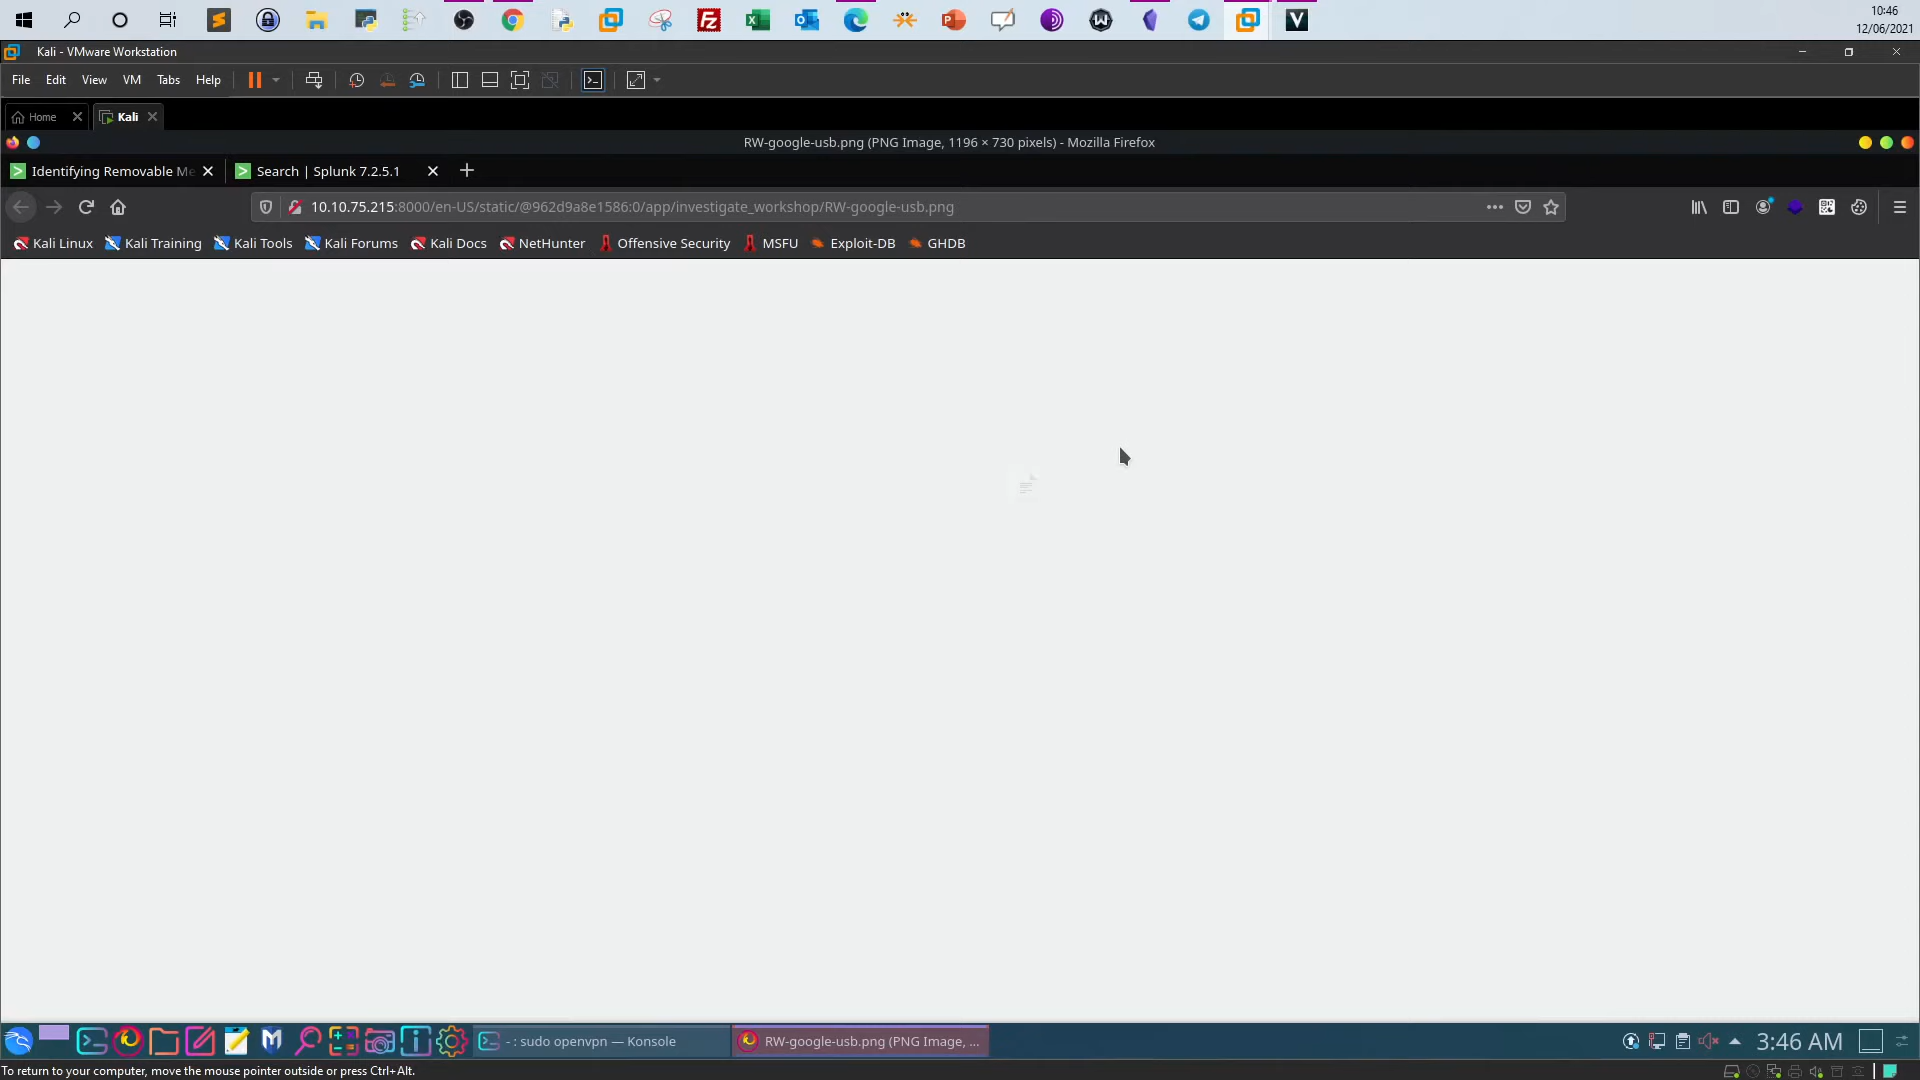 10:46
12/06/2021
Kali - VMware Workstation
File Edit View VM Tabs Help
Home Kali
RW-google-usb.png (PNG Image, 1196 × 730 pixels) - Mozilla Firefox
Identifying Removable Me Search | Splunk 7.2.5.1
10.10.75.215:8000/en-US/static/@962d9a8e1586:0/app/investigate_workshop/RW-google-usb.png
Kali Linux Kali Training Kali Tools Kali Forums Kali Docs NetHunter Offensive Security MSFU Exploit-DB GHDB
- : sudo openvpn — Konsole RW-google-usb.png (PNG Image, ... 3:46 AM
To return to your computer, move the mouse pointer outside or press Ctrl+Alt.